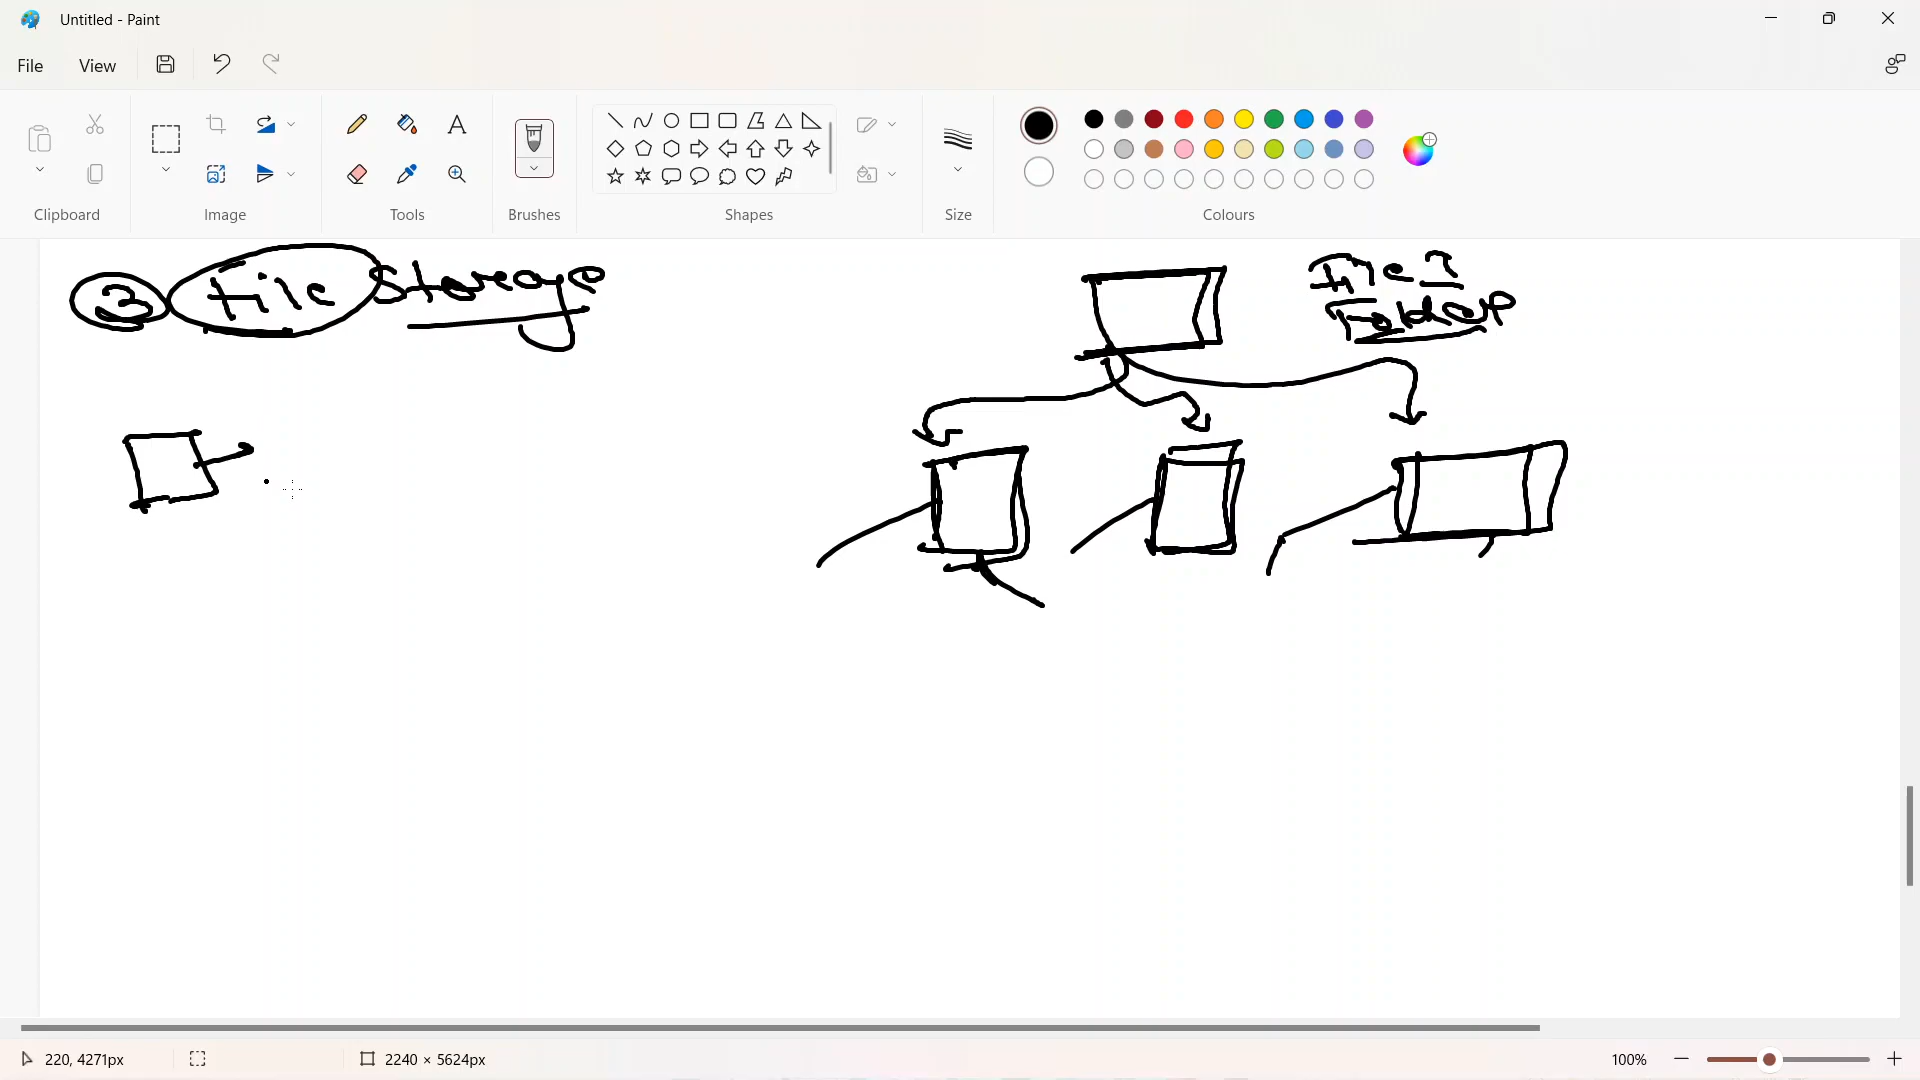 Untitled - Paint
File View
Clipboard Image Tools Brushes Shapes Size Colours
② File Storage
File ?
Folder
220, 4271px 2240 × 5624px 100%